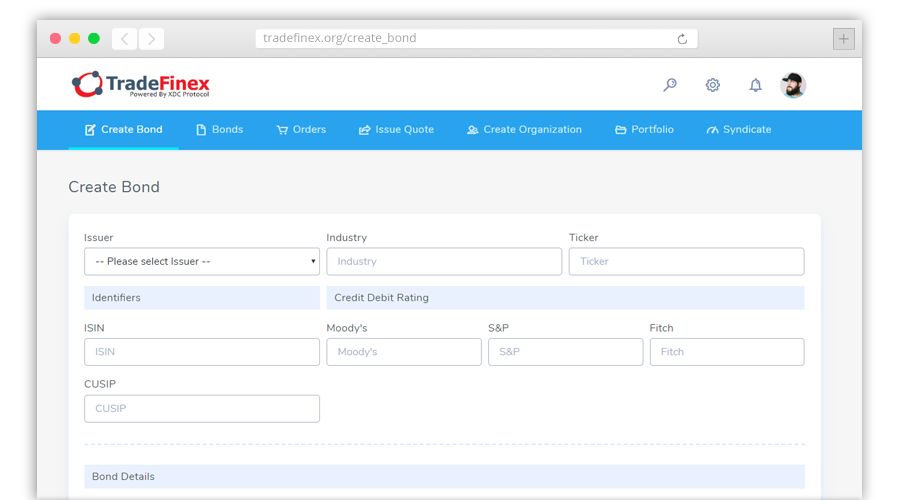 tradefinex.org/create_bond
TradeFinex
Powered By XDC Protocol
Create Bond Bonds Orders Issue Quote Create Organization Portfolio Syndicate
Create Bond
Issuer Industry Ticker
-- Please select Issuer -- Industry Ticker
Identifiers Credit Debit Rating
ISIN Moody's S&P Fitch
ISIN Moody's S&P Fitch
CUSIP
CUSIP
Bond Details